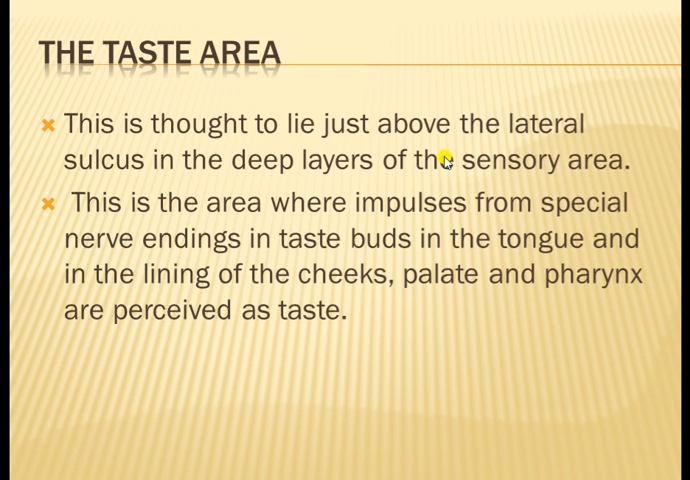 THE TASTE AREA
This is thought to lie just above the lateral
sulcus in the deep layers of the sensory area.
This is the area where impulses from special
nerve endings in taste buds in the tongue and
in the lining of the cheeks, palate and pharynx
are perceived as taste.